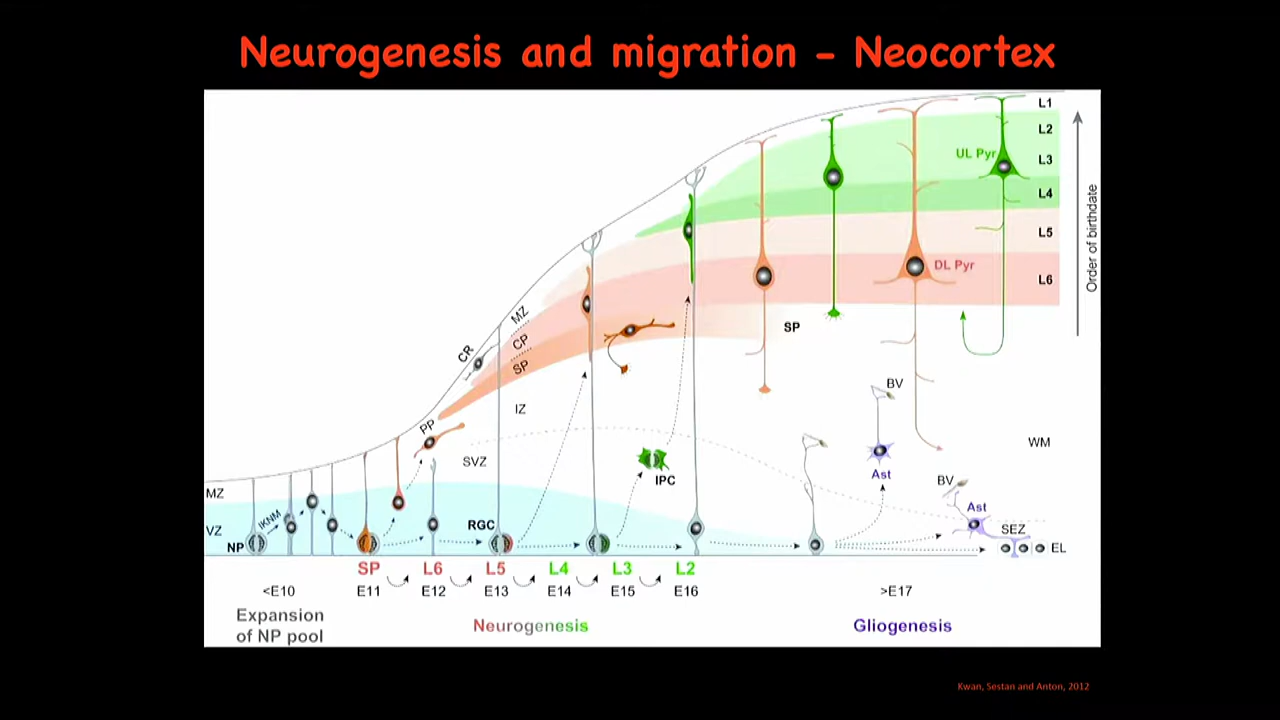 Neurogenesis and migration - Neocortex
L1
L2
UL Pyr
L3
L4
L5
DL Pyr
L6
Order of birthdate
MZ
CP
SP
CR
SP
IZ
PP
BV
WM
SVZ
IPC
Ast
BV
MZ
Ast
IKNM
VZ
RGC
SEZ
NP
EL
SP L6 L5 L4 L3 L2
<E10 E11 E12 E13 E14 E15 E16 >E17
Expansion
of NP pool
Neurogenesis
Gliogenesis
Kwan, Sestan and Anton, 2012